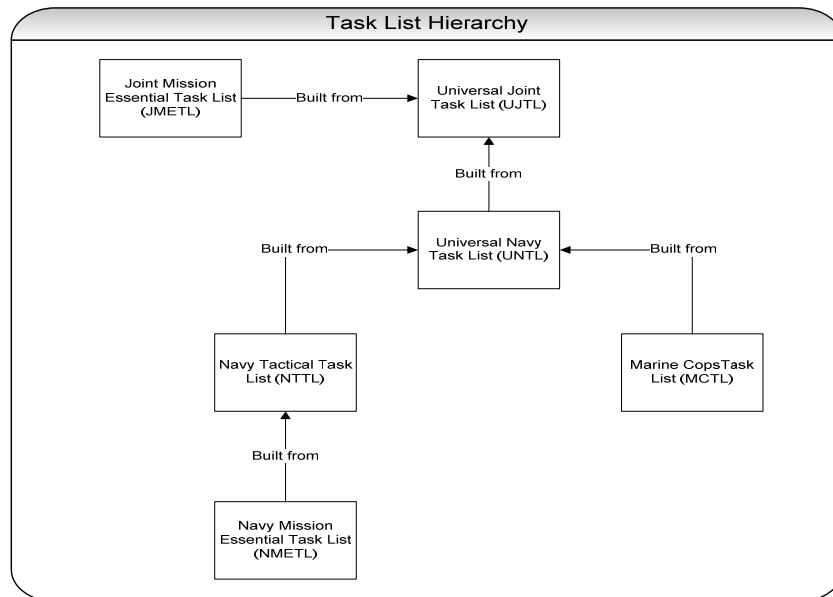 Task List Hierarchy
Joint Mission
Essential Task List
(JMETL)
Built from
Universal Joint
Task List (UJTL)
Built from
Universal Navy
Task List (UNTL)
Built from
Built from
Navy Tactical Task
List (NTTL)
Marine CopsTask
List (MCTL)
Built from
Navy Mission
Essential Task List
(NMETL)